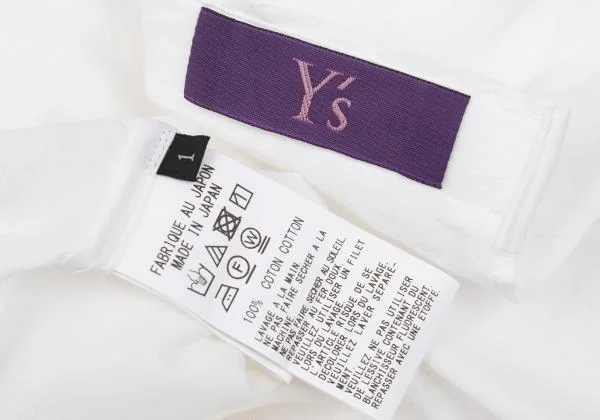 Y's
1
FABRIQUE AU JAPON
MADE IN JAPAN
F
W
100% COTON COTTON
LAVAGE A LA MAIN
NE PAS FAIRE SECHER A LA
MACHINE
NE PAS FAIRE SECHER AU SOLEIL.
REPASSER AU FER DOUX.
VEUILLEZ UTILISER UN FILET
LORS DU LAVAGE.
L'ARTICLE RISQUE DE SE
DECOLORER LORS DU LAVAGE.
VEUILLEZ LAVER SEPARE-
MENT.
VEUILLEZ NE PAS UTILISER
DE LESSIVE CONTENANT DU
BLANCHISSEUR FLUORESCENT.
REPASSER AVEC UNE ETOFFE.